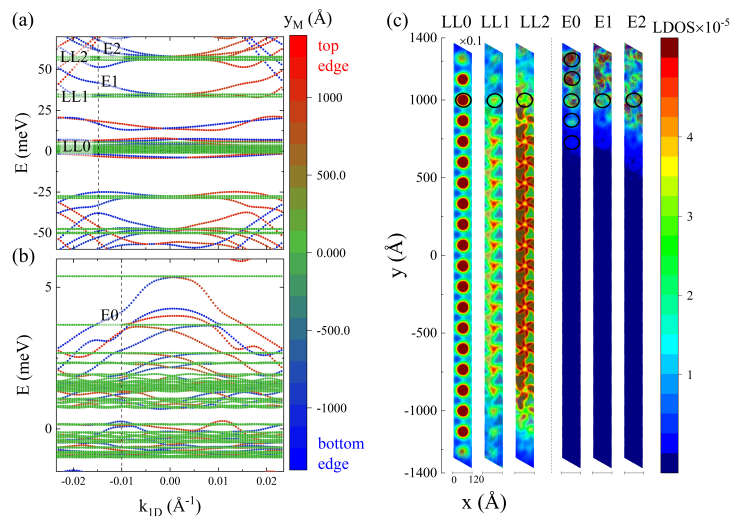 (a)
y_M (Å)
(c)
LL0 LL1 LL2 E0 E1 E2 LDOS×10⁻⁵
×0.1
50
E2
LL2
E1
LL1
25
LL0
0
-25
-50
E (meV)
top
edge
1000
500.0
0.000
-500.0
-1000
bottom
edge
(b)
5
E0
0
E (meV)
-0.02 -0.01 0.00 0.01 0.02
k_1D (Å⁻¹)
1400
1000
500
0
-500
-1000
-1400
y (Å)
0 120
x (Å)
4
3
2
1
0